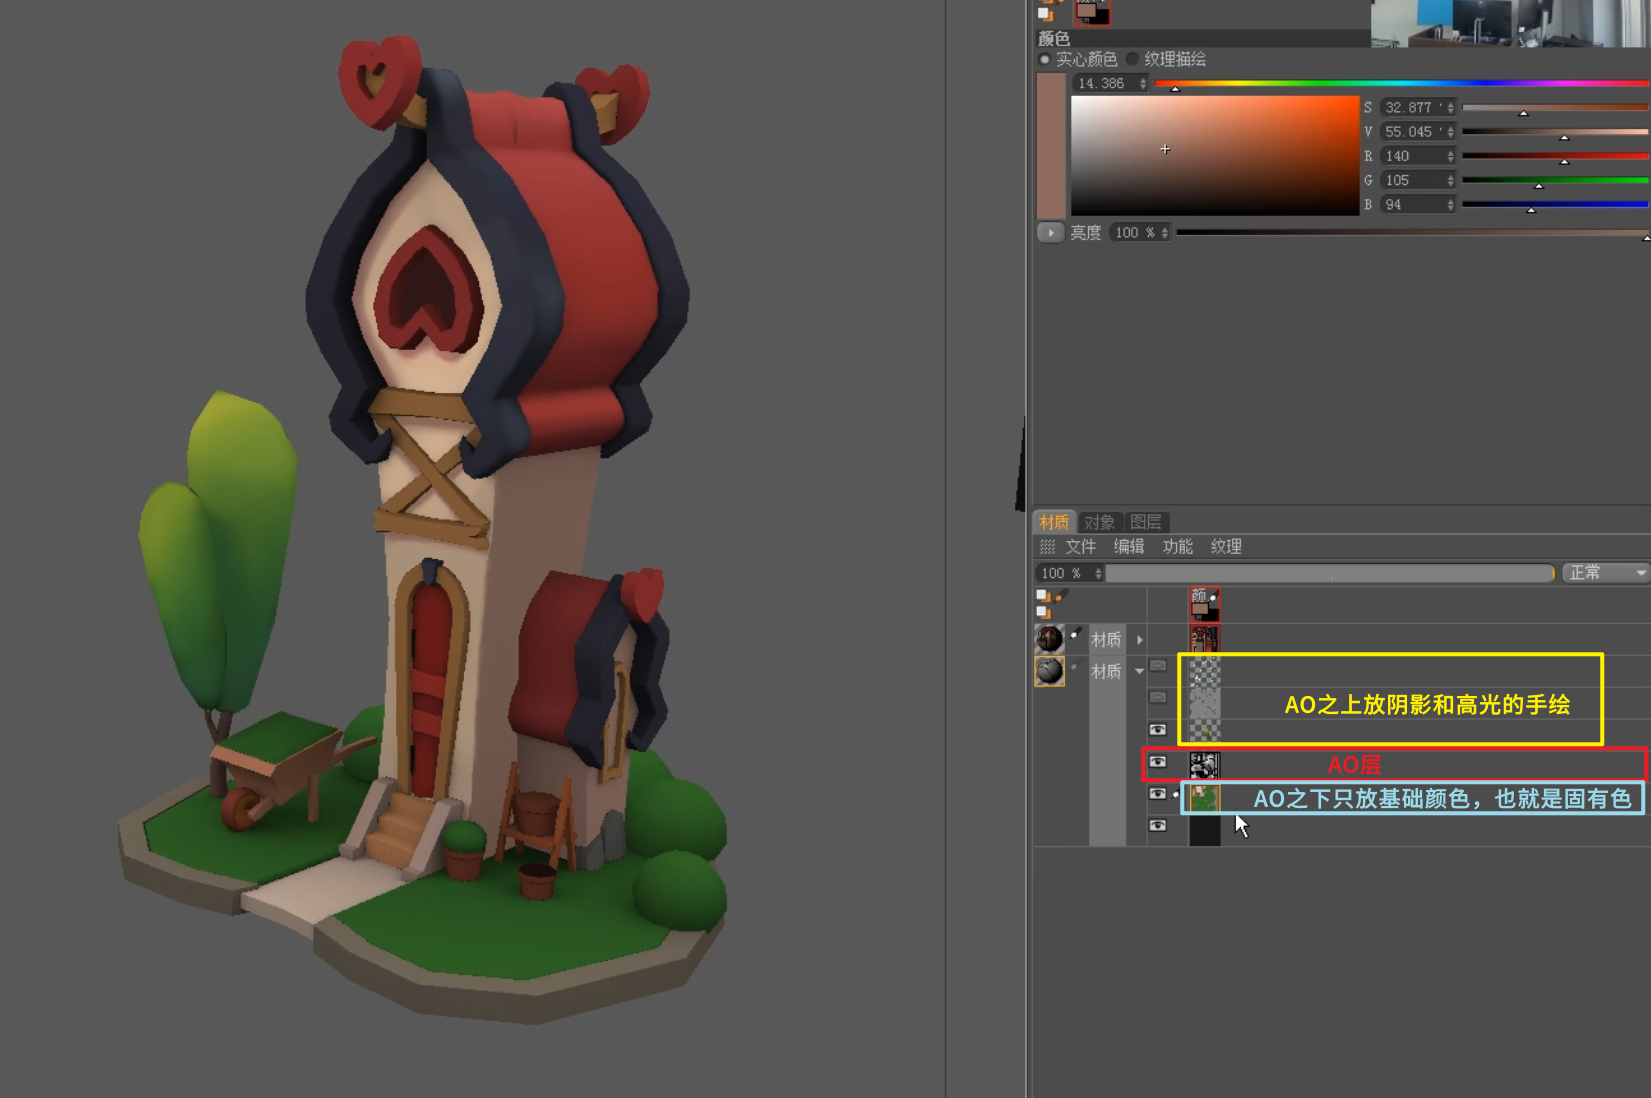 颜色
实心颜色 纹理描绘
14.386
S 32.877
V 55.045
R 140
G 105
B 94
亮度 100 %
材质 对象 图层
文件 编辑 功能 纹理
100 % 正常
颜
材质
材质
AO之上放阴影和高光的手绘
AO层
AO之下只放基础颜色，也就是固有色